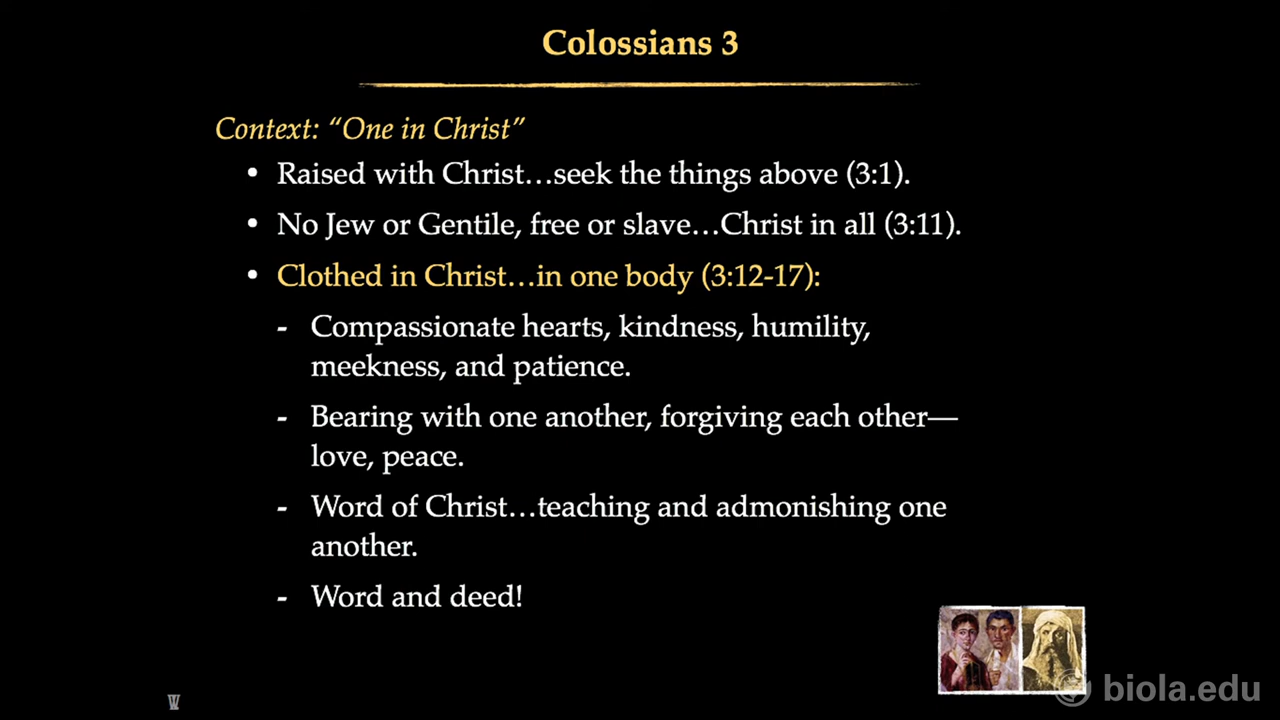 Colossians 3
Context: “One in Christ”
• Raised with Christ…seek the things above (3:1).
• No Jew or Gentile, free or slave…Christ in all (3:11).
• Clothed in Christ…in one body (3:12-17):
- Compassionate hearts, kindness, humility,
meekness, and patience.
- Bearing with one another, forgiving each other—
love, peace.
- Word of Christ…teaching and admonishing one
another.
- Word and deed!
biola.edu